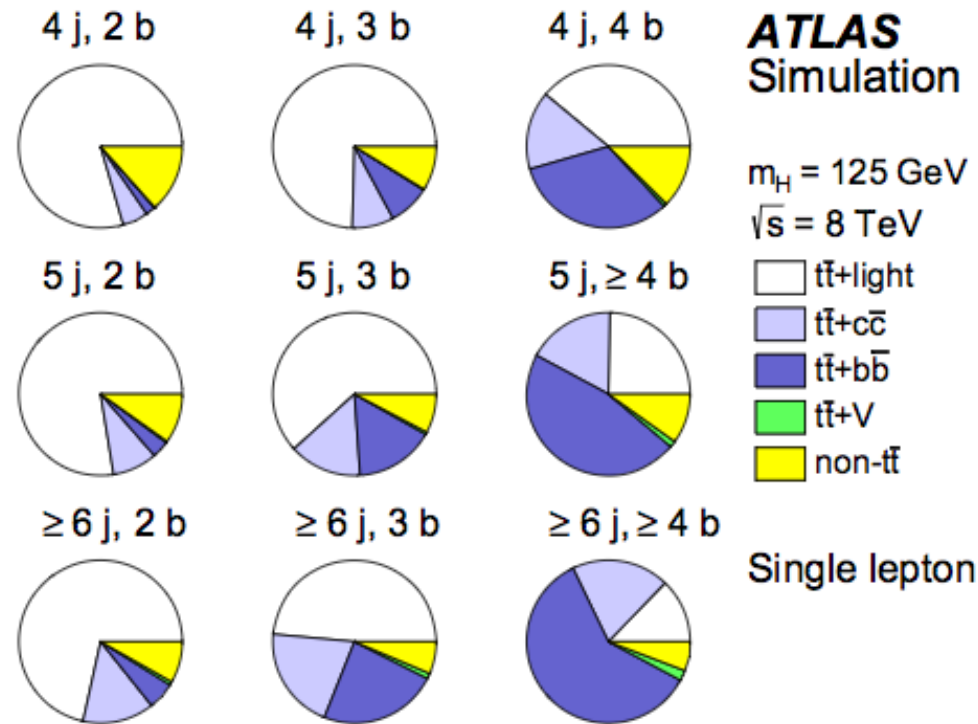 4 j, 2 b 4 j, 3 b 4 j, 4 b
ATLAS
Simulation
m_H = 125 GeV
√s = 8 TeV
5 j, 2 b 5 j, 3 b 5 j, ≥ 4 b
tt̄+light
tt̄+cc̄
tt̄+bb̄
tt̄+V
non-tt̄
≥ 6 j, 2 b ≥ 6 j, 3 b ≥ 6 j, ≥ 4 b
Single lepton